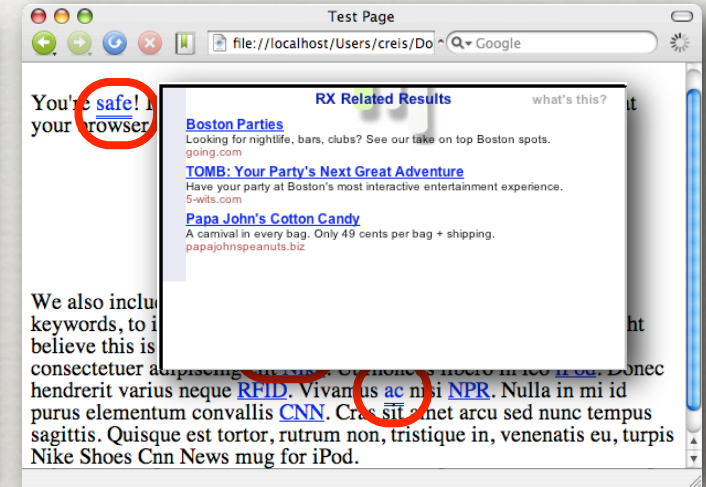 Test Page
file://localhost/Users/creis/Do
Google
You're safe!
your browser
RX Related Results
what's this?
Boston Parties
Looking for nightlife, bars, clubs? See our take on top Boston spots.
going.com
TOMB: Your Party's Next Great Adventure
Have your party at Boston's most interactive entertainment experience.
5-wits.com
Papa John's Cotton Candy
A carnival in every bag. Only 49 cents per bag + shipping.
papajohnspeanuts.biz
We also
keywords, to
believe this is
consectetuer adipiscing libero in leo iPod. Donec
hendrerit varius neque RFID. Vivamus ac nisi NPR. Nulla in mi id
purus elementum convallis CNN. Cras sit amet arcu sed nunc tempus
sagittis. Quisque est tortor, rutrum non, tristique in, venenatis eu, turpis
Nike Shoes Cnn News mug for iPod.